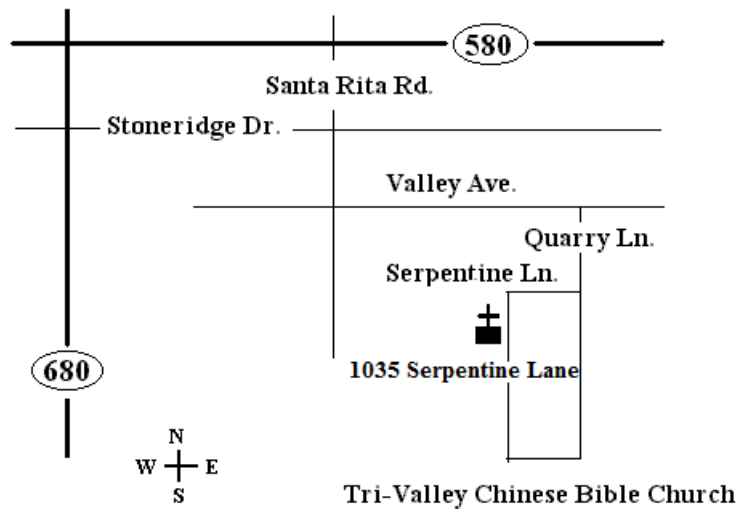 580
Santa Rita Rd.
Stoneridge Dr.
Valley Ave.
Quarry Ln.
Serpentine Ln.
680
1035 Serpentine Lane
N
W E
S
Tri-Valley Chinese Bible Church